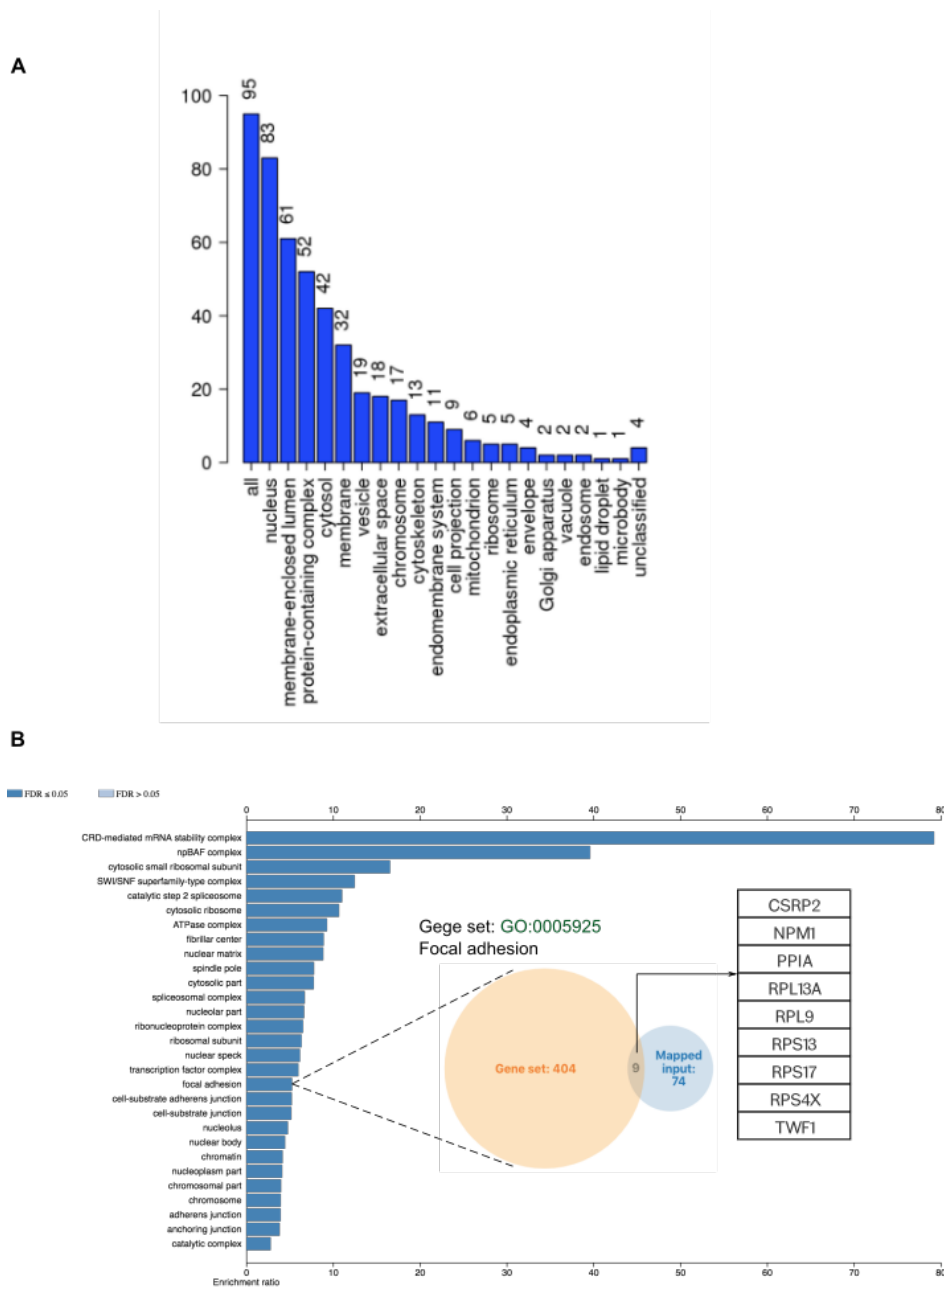 A
100
80
60
40
20
0
95
83
61
52
42
32
19
18
17
13
11
9
6
5
5
4
2
2
2
1
1
4
all
nucleus
membrane-enclosed lumen
protein-containing complex
cytosol
membrane
vesicle
extracellular space
chromosome
cytoskeleton
endomembrane system
cell projection
mitochondrion
ribosome
endoplasmic reticulum
envelope
Golgi apparatus
vacuole
endosome
lipid droplet
microbody
unclassified
B
FDR ≤ 0.05 FDR > 0.05
0 10 20 30 40 50 60 70 80
CRD-mediated mRNA stability complex
npBAF complex
cytosolic small ribosomal subunit
SWI/SNF superfamily-type complex
catalytic step 2 spliceosome
cytosolic ribosome
ATPase complex
fibrillar center
nuclear matrix
spindle pole
cytosolic part
spliceosomal complex
nucleolar part
ribonucleoprotein complex
ribosomal subunit
nuclear speck
transcription factor complex
focal adhesion
cell-substrate adherens junction
cell-substrate junction
nucleolus
nuclear body
chromatin
nucleoplasm part
chromosomal part
chromosome
adherens junction
anchoring junction
catalytic complex
Gege set: GO:0005925
Focal adhesion
Gene set: 404
9
Mapped
input:
74
CSRP2
NPM1
PPIA
RPL13A
RPL9
RPS13
RPS17
RPS4X
TWF1
0 10 20 30 40 50 60 70 80
Enrichment ratio